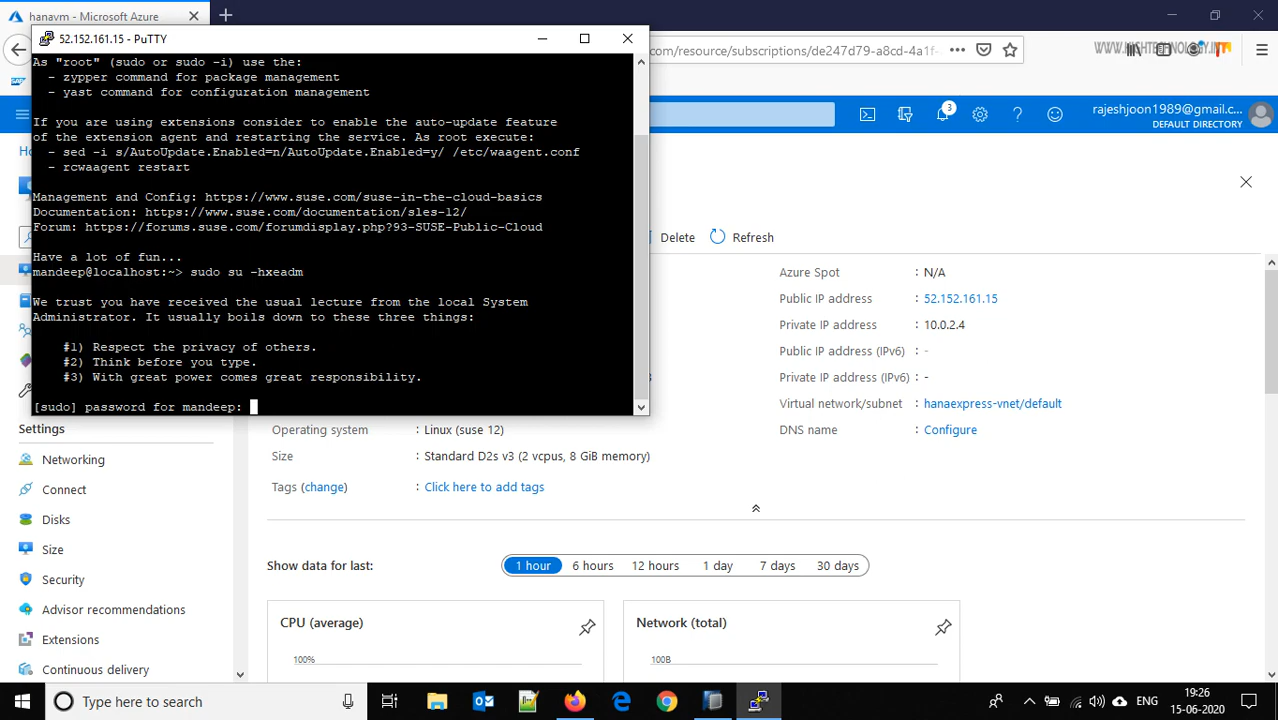 hanavm - Microsoft Azure
52.152.161.15 - PuTTY
.com/resource/subscriptions/de247d79-a8cd-4a1f-
WWW.MISHTECHNOLOGY.IN
As "root" (sudo or sudo -i) use the:
- zypper command for package management
- yast command for configuration management
If you are using extensions consider to enable the auto-update feature
of the extension agent and restarting the service. As root execute:
- sed -i s/AutoUpdate.Enabled=n/AutoUpdate.Enabled=y/ /etc/waagent.conf
- rcwaagent restart
Management and Config: https://www.suse.com/suse-in-the-cloud-basics
Documentation: https://www.suse.com/documentation/sles-12/
Forum: https://forums.suse.com/forumdisplay.php?93-SUSE-Public-Cloud
Have a lot of fun...
mandeep@localhost:~> sudo su -hxeadm
We trust you have received the usual lecture from the local System
Administrator. It usually boils down to these three things:
#1) Respect the privacy of others.
#2) Think before you type.
#3) With great power comes great responsibility.
[sudo] password for mandeep:
3
rajeshjoon1989@gmail.c...
DEFAULT DIRECTORY
Delete
Refresh
Azure Spot : N/A
Public IP address : 52.152.161.15
Private IP address : 10.0.2.4
Public IP address (IPv6) : -
Private IP address (IPv6) : -
Virtual network/subnet : hanaexpress-vnet/default
DNS name : Configure
Operating system : Linux (suse 12)
Size : Standard D2s v3 (2 vcpus, 8 GiB memory)
Tags (change) : Click here to add tags
Settings
Networking
Connect
Disks
Size
Security
Advisor recommendations
Extensions
Continuous delivery
Show data for last:
1 hour
6 hours
12 hours
1 day
7 days
30 days
CPU (average)
100%
Network (total)
100B
Type here to search
ENG
19:26
15-06-2020